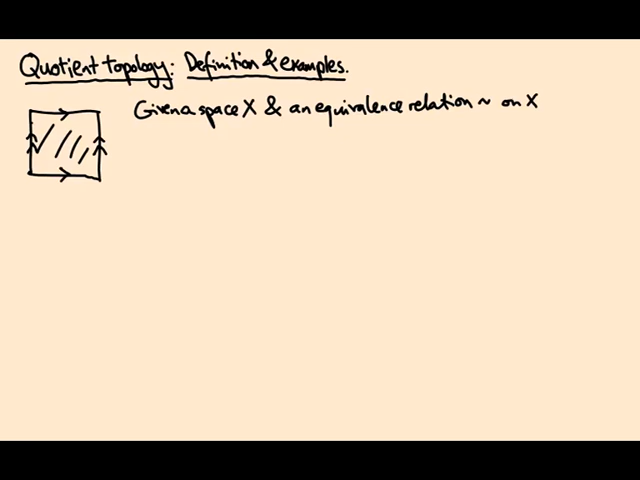 Quotient topology: Definition & examples.
Given a space X & an equivalence relation ~ on X